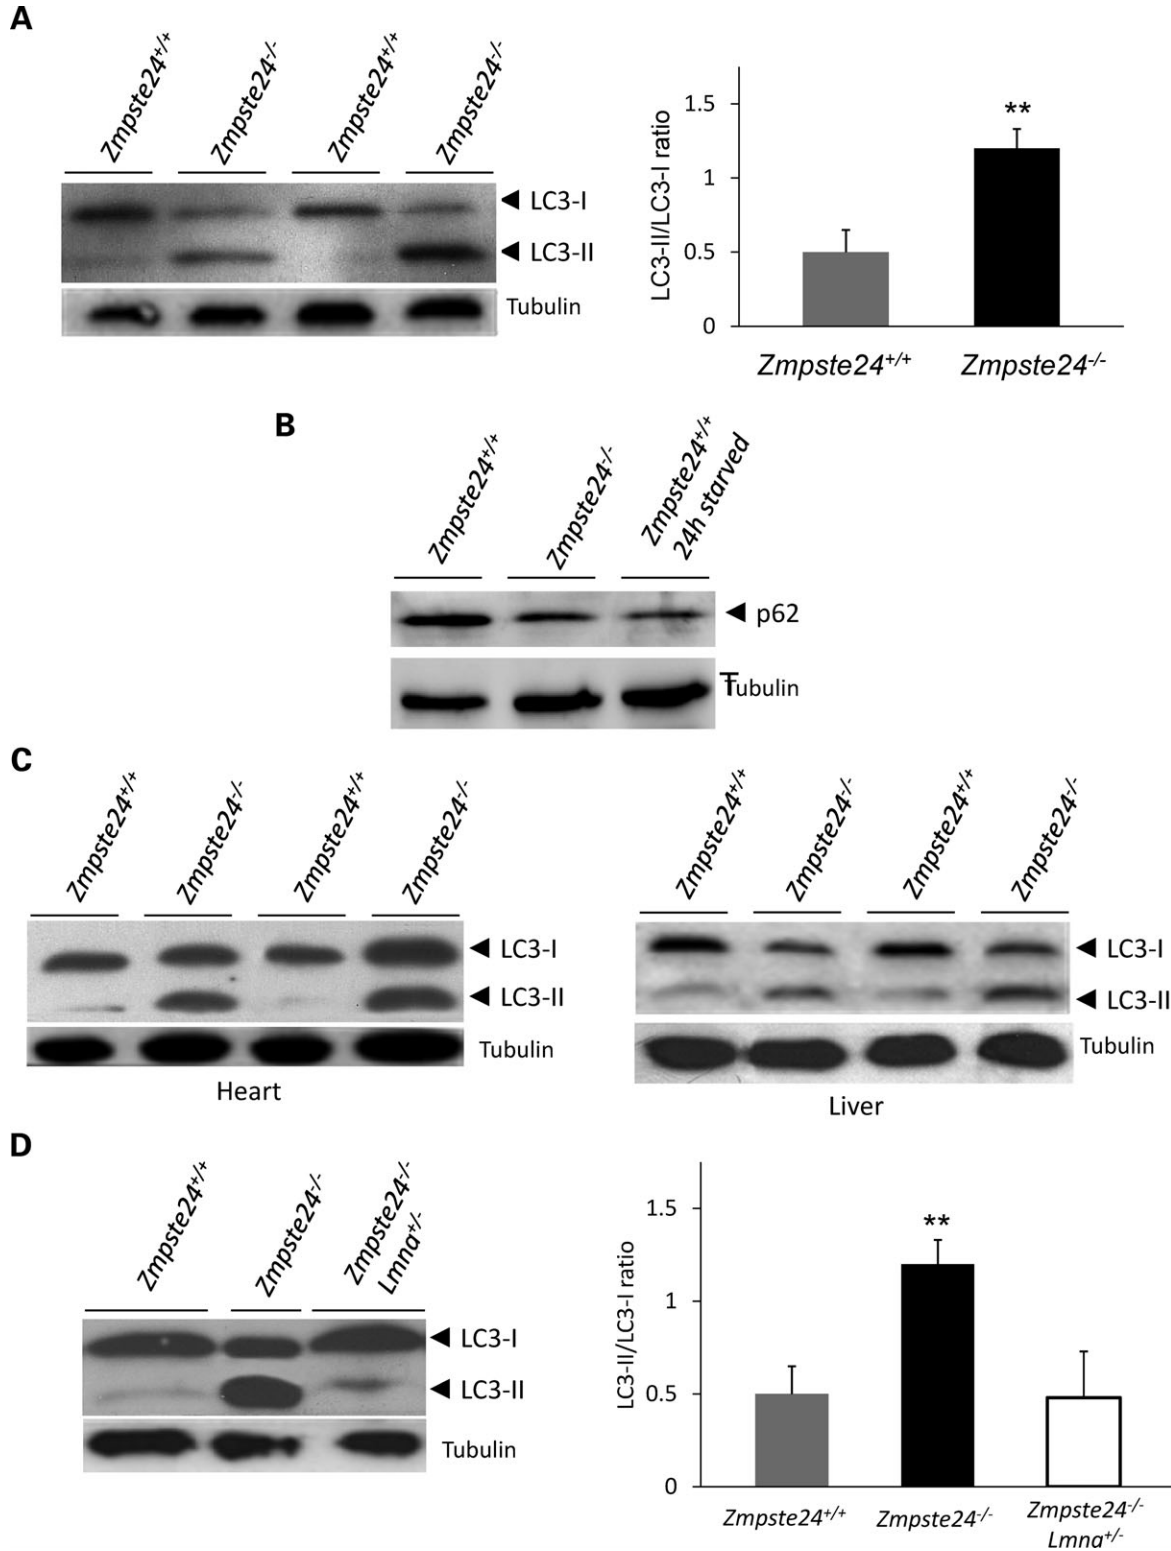 A
Zmpste24+/+
Zmpste24-/-
Zmpste24+/+
Zmpste24-/-
LC3-I
LC3-II
Tubulin
LC3-II/LC3-I ratio
1.5
1
0.5
0
**
Zmpste24+/+
Zmpste24-/-
B
Zmpste24+/+
Zmpste24-/-
Zmpste24+/+
24h starved
p62
Tubulin
C
Zmpste24+/+
Zmpste24-/-
Zmpste24+/+
Zmpste24-/-
LC3-I
LC3-II
Tubulin
Heart
Zmpste24+/+
Zmpste24-/-
Zmpste24+/+
Zmpste24-/-
LC3-I
LC3-II
Tubulin
Liver
D
Zmpste24+/+
Zmpste24-/-
Zmpste24-/-
Lmna+/-
LC3-I
LC3-II
Tubulin
LC3-II/LC3-I ratio
1.5
1
0.5
0
**
Zmpste24+/+
Zmpste24-/-
Zmpste24-/-
Lmna+/-